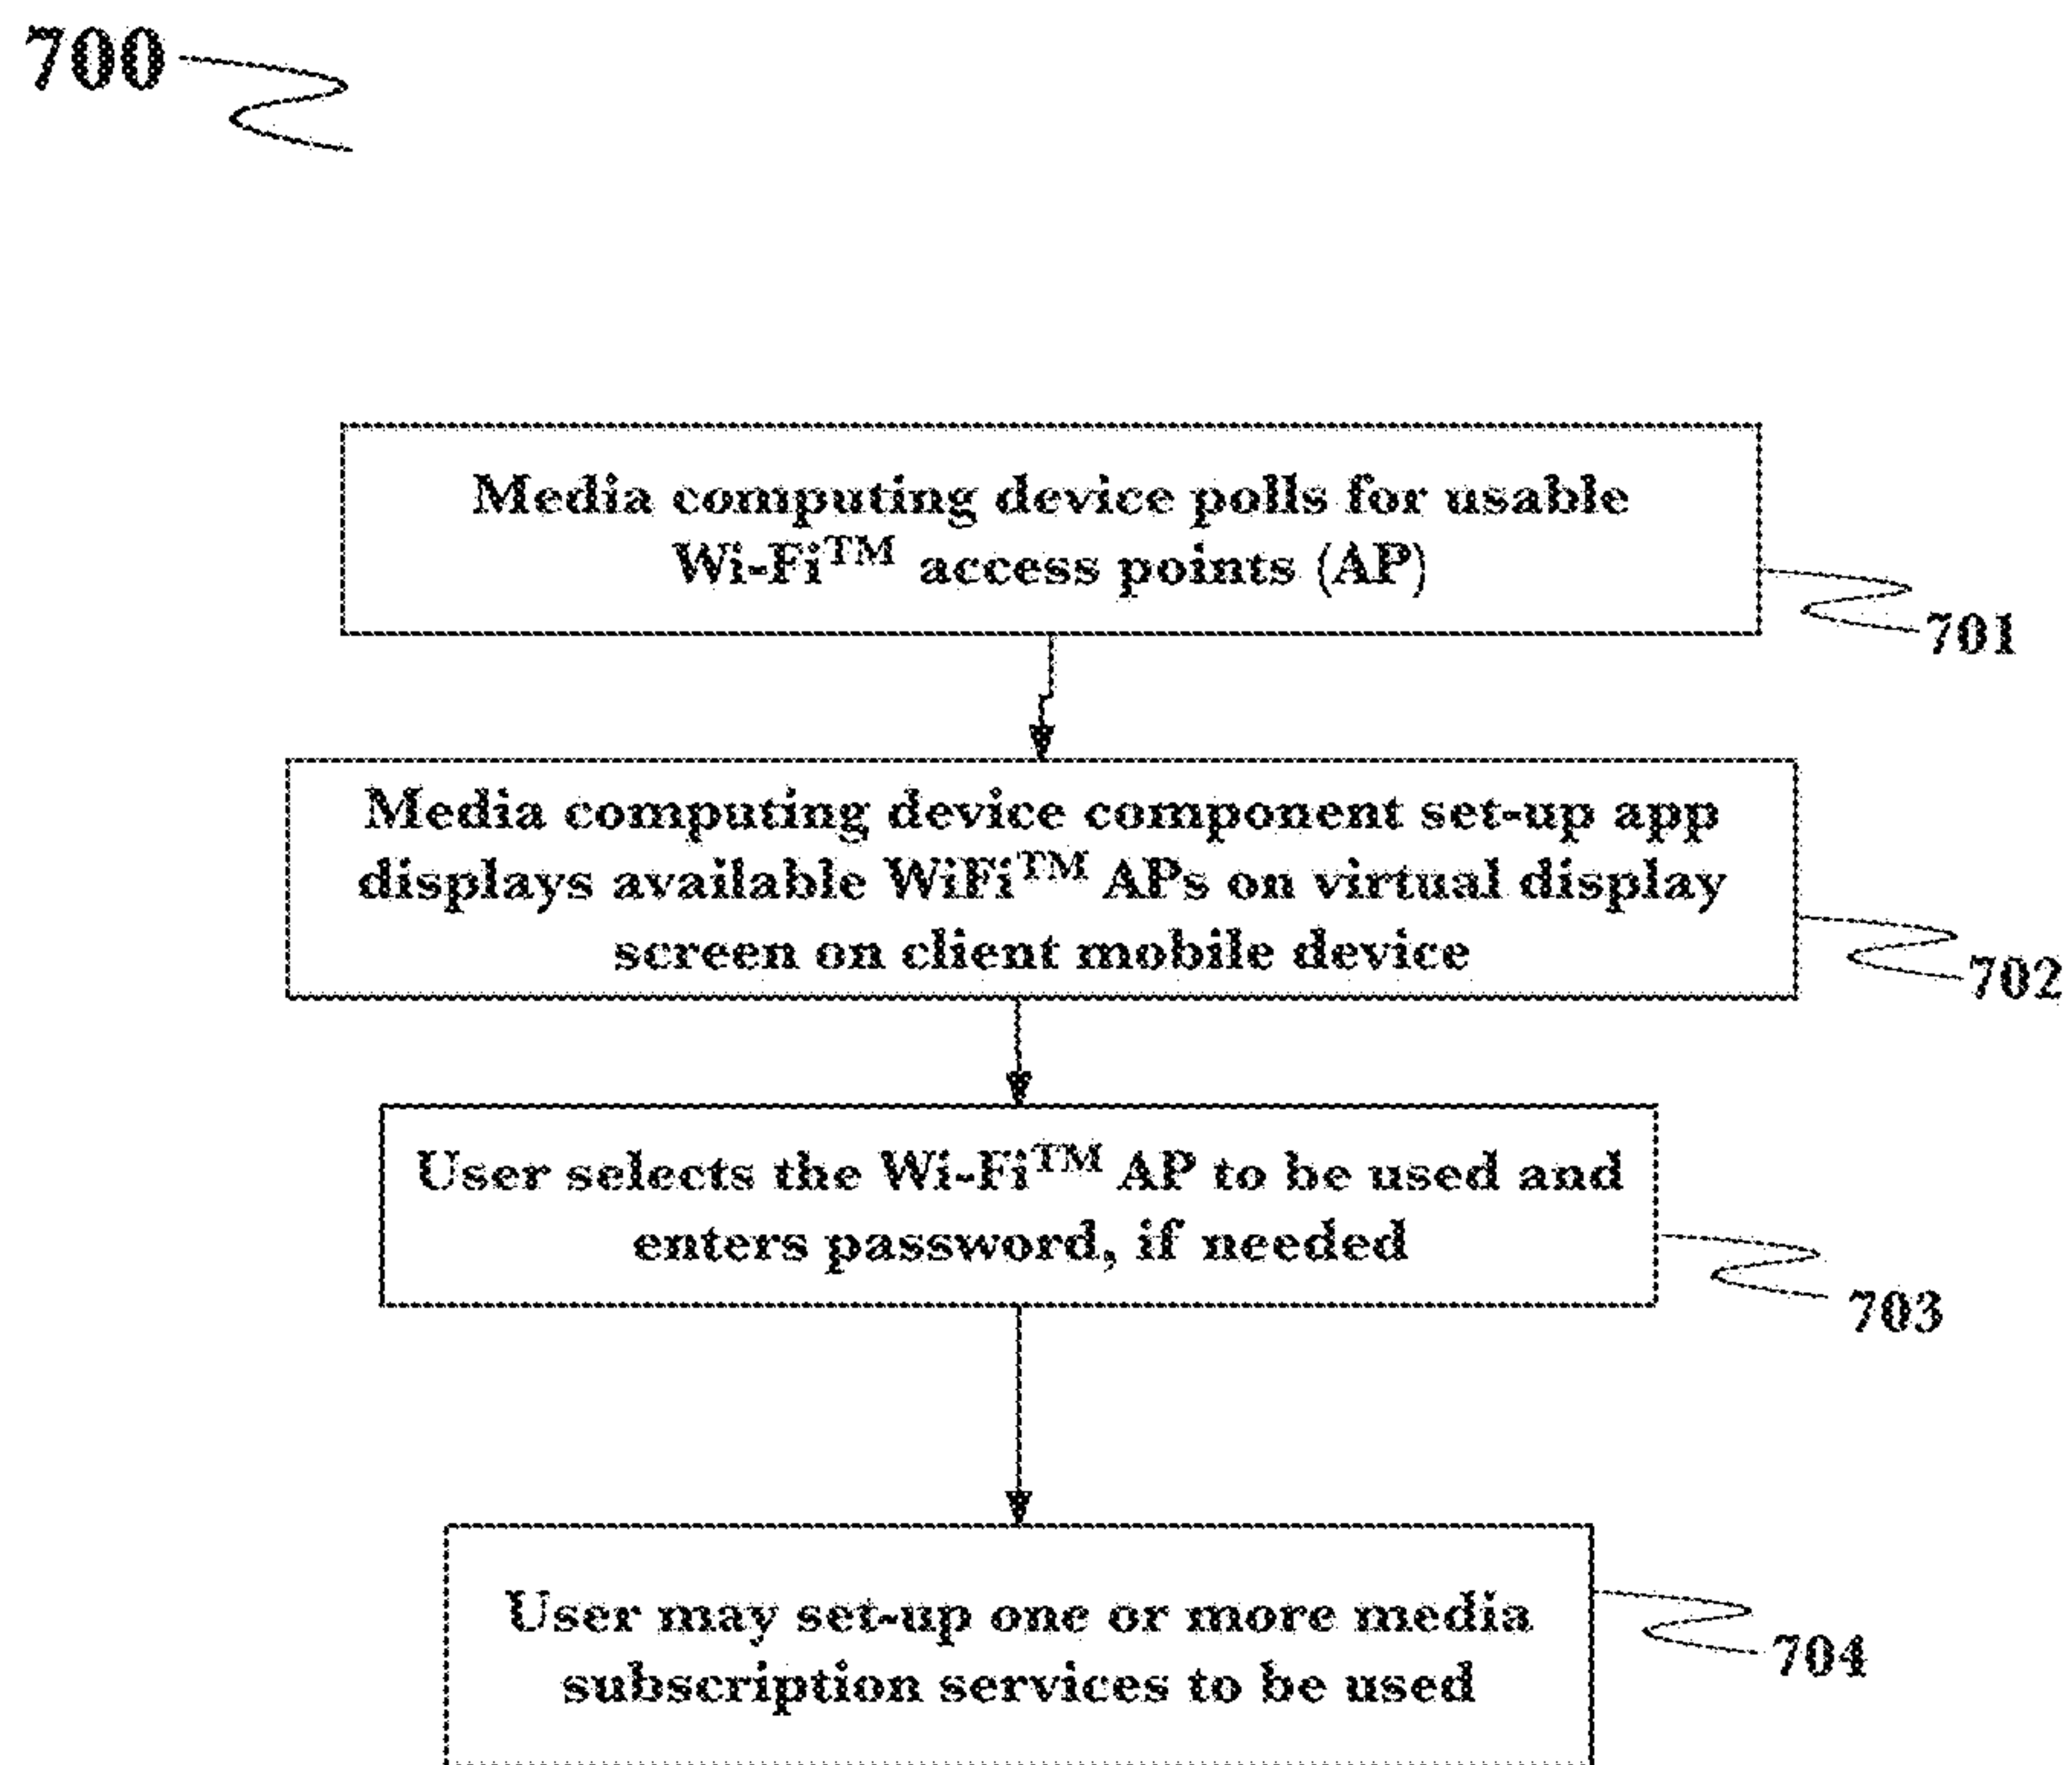 700
Media computing device polls for usable
Wi-Fi™ access points (AP)
701
Media computing device component set-up app
displays available WiFi™ APs on virtual display
screen on client mobile device
702
User selects the Wi-Fi™ AP to be used and
enters password, if needed
703
User may set-up one or more media
subscription services to be used
704